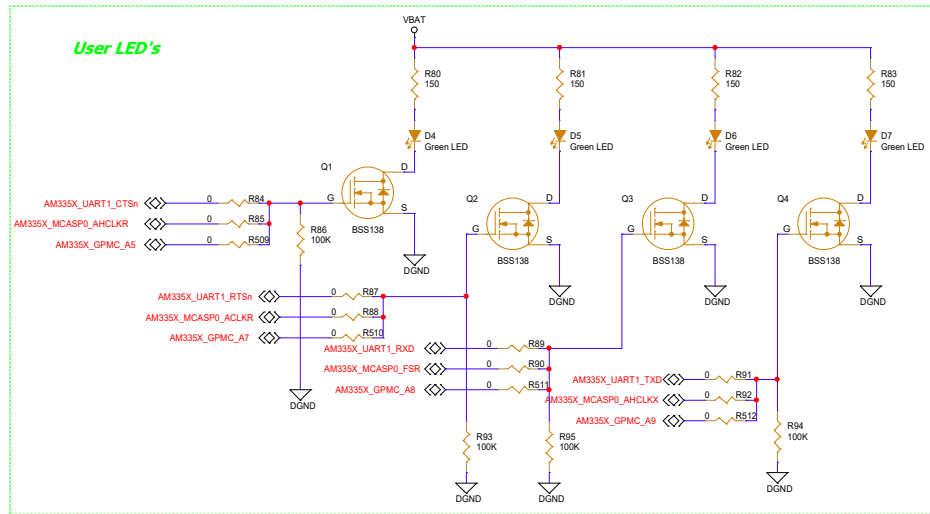 User LED's
VBAT
R80
150
R81
150
R82
150
R83
150
D4
Green LED
D5
Green LED
D6
Green LED
D7
Green LED
Q1
D
G
S
BSS138
Q2
D
G
S
BSS138
Q3
D
G
S
BSS138
Q4
D
G
S
BSS138
AM335X_UART1_CTSn
0
R84
AM335X_MCASP0_AHCLKR
0
R85
AM335X_GPMC_A5
0
R509
R86
100K
DGND
DGND
DGND
DGND
DGND
AM335X_UART1_RTSn
0
R87
AM335X_MCASP0_ACLKR
0
R88
AM335X_GPMC_A7
0
R510
AM335X_UART1_RXD
0
R89
AM335X_MCASP0_FSR
0
R90
AM335X_GPMC_A8
0
R511
AM335X_UART1_TXD
0
R91
AM335X_MCASP0_AHCLKX
0
R92
AM335X_GPMC_A9
0
R512
R93
100K
R95
100K
R94
100K
DGND
DGND
DGND